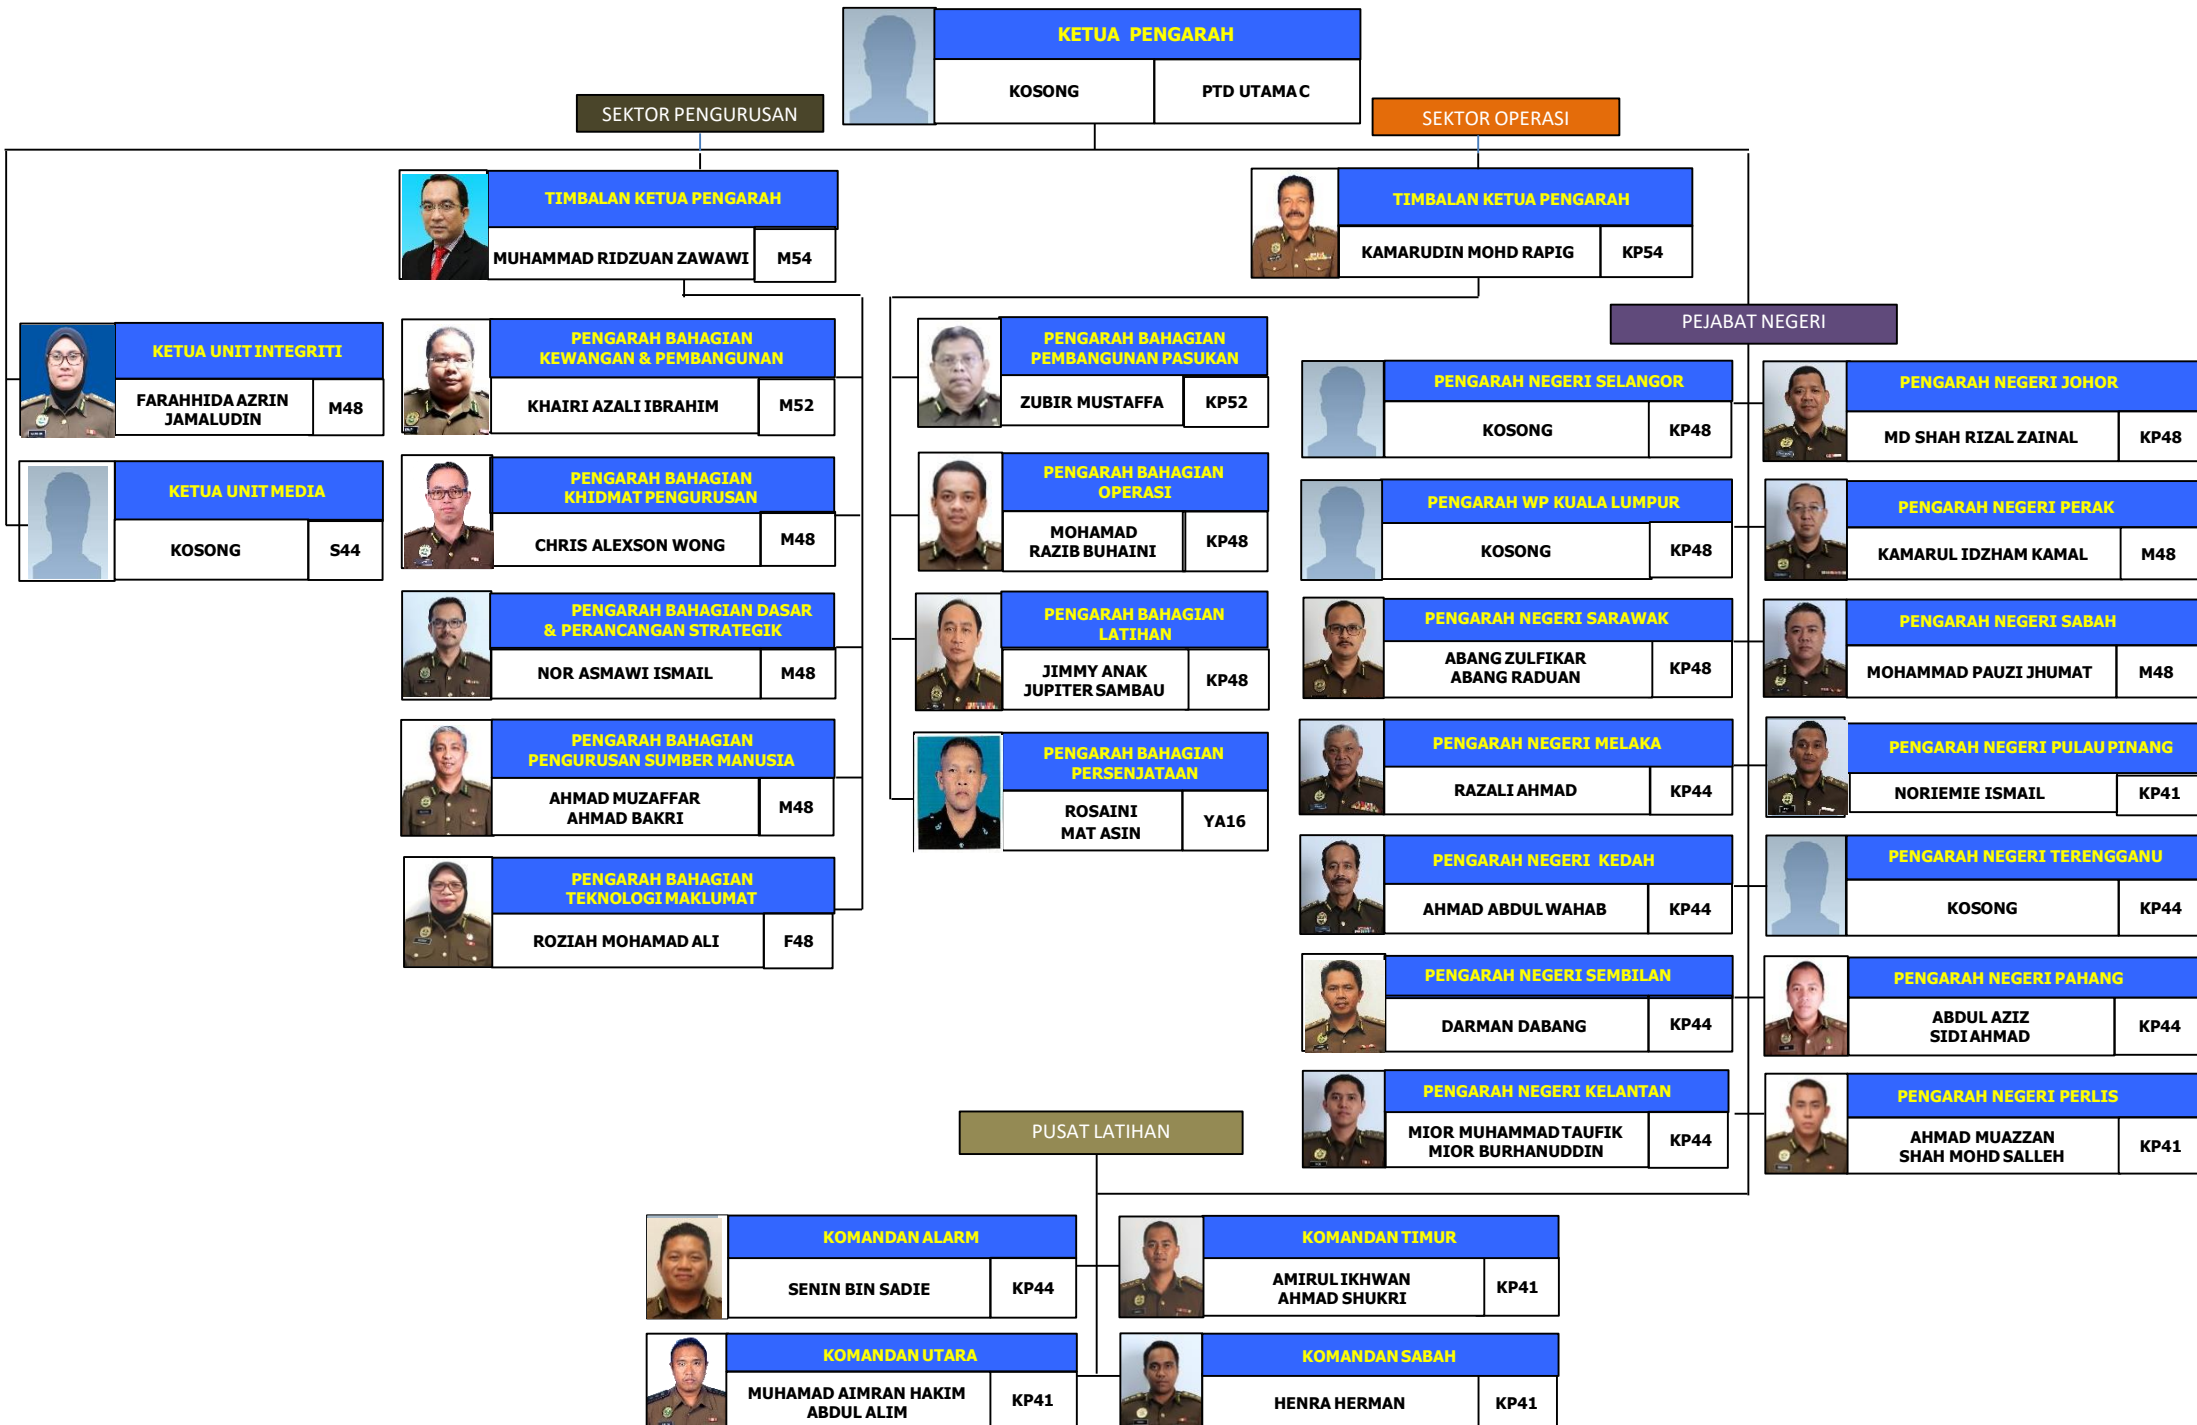 KETUA PENGARAH
KOSONG
PTD UTAMA C
SEKTOR PENGURUSAN
SEKTOR OPERASI
TIMBALAN KETUA PENGARAH
MUHAMMAD RIDZUAN ZAWAWI
M54
TIMBALAN KETUA PENGARAH
KAMARUDIN MOHD RAPIG
KP54
KETUA UNIT INTEGRITI
FARAHHIDA AZRIN
JAMALUDIN
M48
KETUA UNIT MEDIA
KOSONG
S44
PENGARAH BAHAGIAN
KEWANGAN & PEMBANGUNAN
KHAIRI AZALI IBRAHIM
M52
PENGARAH BAHAGIAN
KHIDMAT PENGURUSAN
CHRIS ALEXSON WONG
M48
PENGARAH BAHAGIAN DASAR
& PERANCANGAN STRATEGIK
NOR ASMAWI ISMAIL
M48
PENGARAH BAHAGIAN
PENGURUSAN SUMBER MANUSIA
AHMAD MUZAFFAR
AHMAD BAKRI
M48
PENGARAH BAHAGIAN
TEKNOLOGI MAKLUMAT
ROZIAH MOHAMAD ALI
F48
PENGARAH BAHAGIAN
PEMBANGUNAN PASUKAN
ZUBIR MUSTAFFA
KP52
PENGARAH BAHAGIAN
OPERASI
MOHAMAD
RAZIB BUHAINI
KP48
PENGARAH BAHAGIAN
LATIHAN
JIMMY ANAK
JUPITER SAMBAU
KP48
PENGARAH BAHAGIAN
PERSENJATAAN
ROSAINI
MAT ASIN
YA16
PEJABAT NEGERI
PENGARAH NEGERI SELANGOR
KOSONG
KP48
PENGARAH NEGERI JOHOR
MD SHAH RIZAL ZAINAL
KP48
PENGARAH WP KUALA LUMPUR
KOSONG
KP48
PENGARAH NEGERI PERAK
KAMARUL IDZHAM KAMAL
M48
PENGARAH NEGERI SARAWAK
ABANG ZULFIKAR
ABANG RADUAN
KP48
PENGARAH NEGERI SABAH
MOHAMMAD PAUZI JHUMAT
M48
PENGARAH NEGERI MELAKA
RAZALI AHMAD
KP44
PENGARAH NEGERI PULAU PINANG
NORIEMIE ISMAIL
KP41
PENGARAH NEGERI KEDAH
AHMAD ABDUL WAHAB
KP44
PENGARAH NEGERI TERENGGANU
KOSONG
KP44
PENGARAH NEGERI SEMBILAN
DARMAN DABANG
KP44
PENGARAH NEGERI PAHANG
ABDUL AZIZ
SIDI AHMAD
KP44
PENGARAH NEGERI KELANTAN
MIOR MUHAMMAD TAUFIK
MIOR BURHANUDDIN
KP44
PENGARAH NEGERI PERLIS
AHMAD MUAZZAN
SHAH MOHD SALLEH
KP41
PUSAT LATIHAN
KOMANDAN ALARM
SENIN BIN SADIE
KP44
KOMANDAN TIMUR
AMIRUL IKHWAN
AHMAD SHUKRI
KP41
KOMANDAN UTARA
MUHAMAD AIMRAN HAKIM
ABDUL ALIM
KP41
KOMANDAN SABAH
HENRA HERMAN
KP41